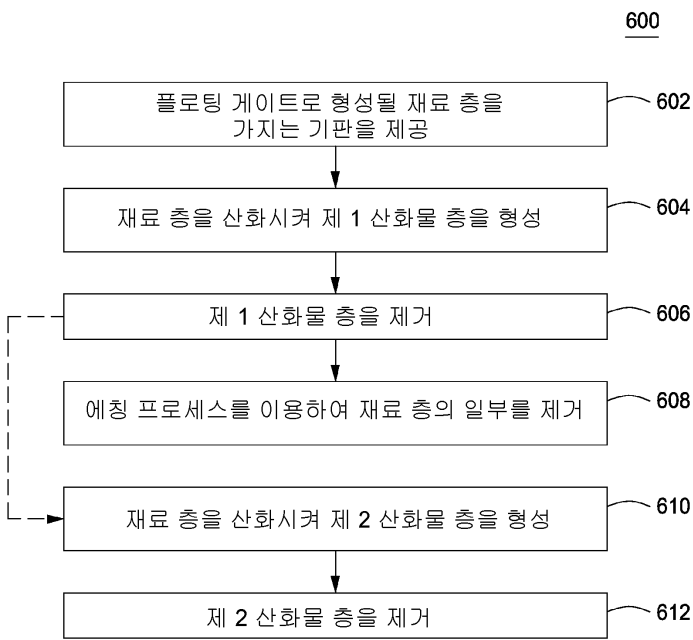 600
플로팅 게이트로 형성될 재료 층을
가지는 기판을 제공
602
재료 층을 산화시켜 제 1 산화물 층을 형성
604
제 1 산화물 층을 제거
606
에칭 프로세스를 이용하여 재료 층의 일부를 제거
608
재료 층을 산화시켜 제 2 산화물 층을 형성
610
제 2 산화물 층을 제거
612